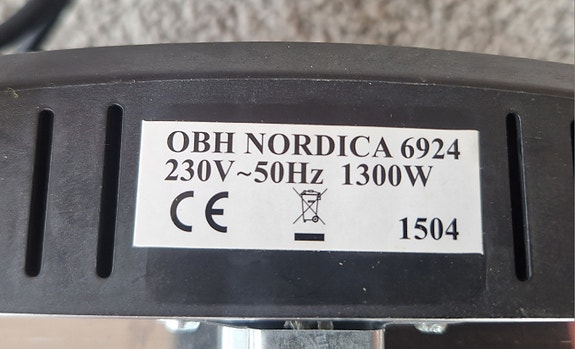 OBH NORDICA 6924
230V~50Hz 1300W
CE
1504